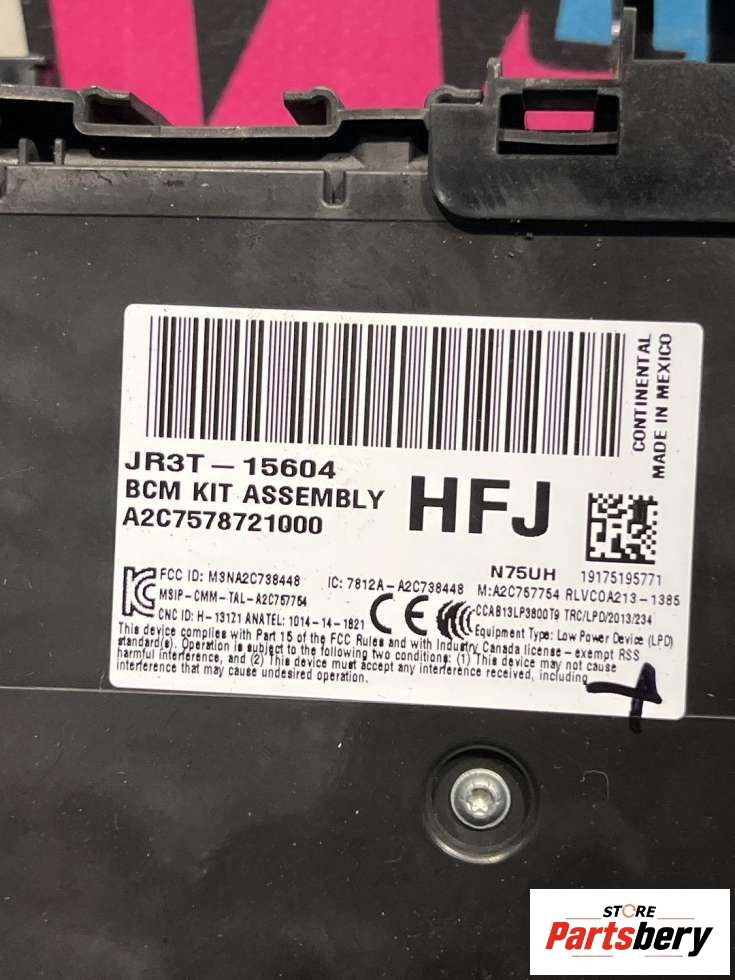 CONTINENTAL
MADE IN MEXICO
JR3T - 15604
BCM KIT ASSEMBLY
A2C7578721000
HFJ
N75UH
19175195771
FCC ID: M3NA2C738448
IC: 7812A-A2C738448
M:A2C757754 RLVCOA213-1385
MSIP-CMM-TAL-A2C757754
CNC ID: H-13121 ANATEL: 1014-14-1821
CE
CCAB13LP3800T9 TRC/LPD/2013/234
Equipment Type: Low Power Device (LPD)
This device complies with Part 15 of the FCC Rules and with Industry Canada license - exempt RSS
standard(s). Operation is subject to the following two conditions: (1) This device may not cause
harmful interference, and (2) This device must accept any interference received, including
interference that may cause undesired operation.
STORE
Partsbery